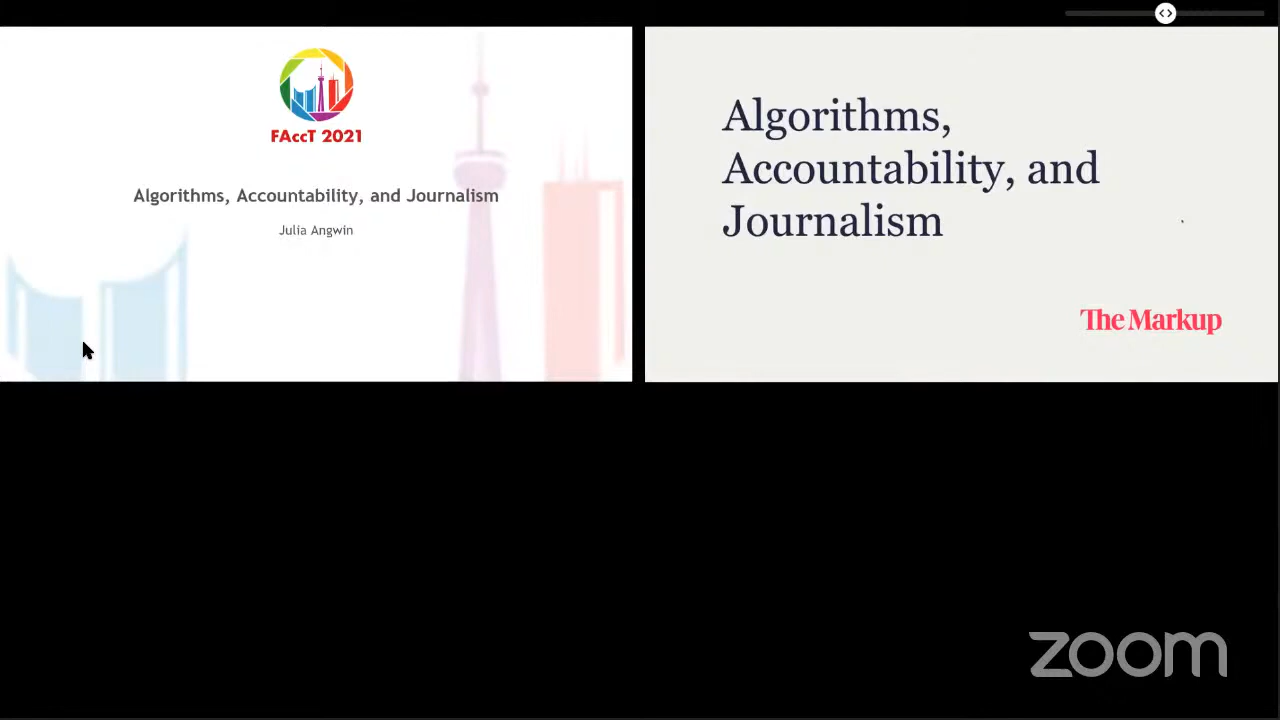 FAccT 2021
Algorithms, Accountability, and Journalism
Julia Angwin
Algorithms,
Accountability, and
Journalism
The Markup
zoom